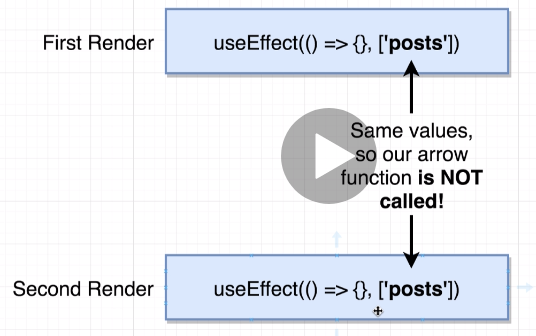 First Render
useEffect(() => {}, ['posts'])
Same values,
so our arrow
function is NOT
called!
Second Render
useEffect(() => {}, ['posts'])